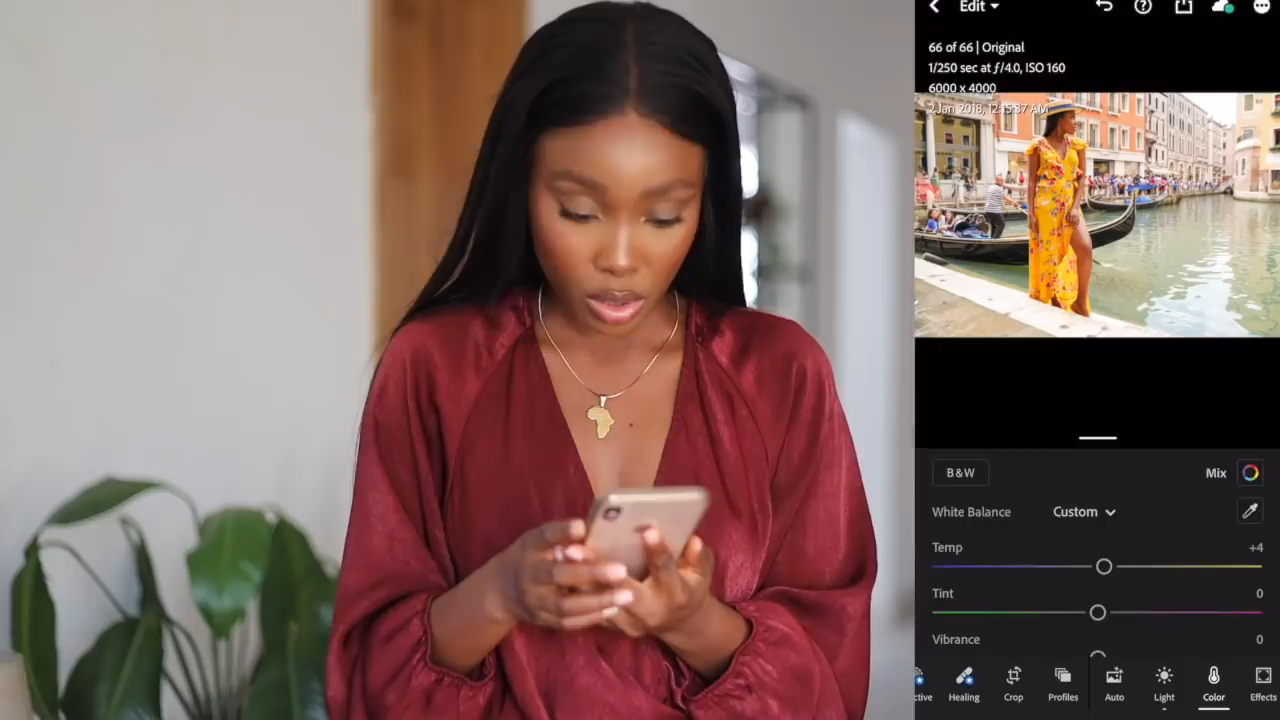 Edit
66 of 66 | Original
1/250 sec at ƒ/4.0, ISO 160
6000 x 4000
B&W
Mix
White Balance
Custom
Temp
+4
Tint
0
Vibrance
0
Healing
Crop
Profiles
Auto
Light
Color
Effects